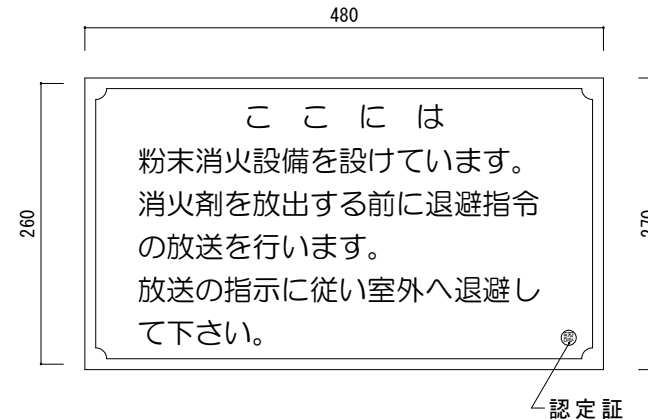 480
260
270
ここには
粉末消火設備を設けています。
消火剤を放出する前に退避指令
の放送を行います。
放送の指示に従い室外へ退避し
て下さい。
認
認定証